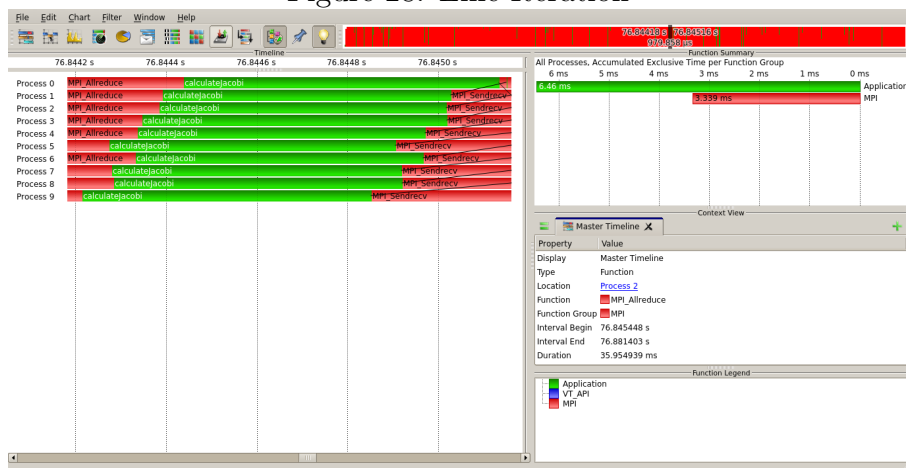 File Edit Chart Filter Window Help
76.84418 s 76.84516 s
979.858 µs
Timeline
76.8442 s 76.8444 s 76.8446 s 76.8448 s 76.8450 s
Process 0 MPI_Allreduce calculateJacobi
Process 1 MPI_Allreduce calculateJacobi MPI_Sendrecv
Process 2 MPI_Allreduce calculateJacobi MPI_Sendrecv
Process 3 MPI_Allreduce calculateJacobi MPI_Sendrecv
Process 4 MPI_Allreduce calculateJacobi MPI_Sendrecv
Process 5 calculateJacobi MPI_Sendrecv
Process 6 MPI_Allreduce calculateJacobi MPI_Sendrecv
Process 7 calculateJacobi MPI_Sendrecv
Process 8 calculateJacobi MPI_Sendrecv
Process 9 calculateJacobi MPI_Sendrecv
Function Summary
All Processes, Accumulated Exclusive Time per Function Group
6 ms 5 ms 4 ms 3 ms 2 ms 1 ms 0 ms
6.46 ms Application
3.339 ms MPI
Context View
Master Timeline
Property Value
Display Master Timeline
Type Function
Location Process 2
Function MPI_Allreduce
Function Group MPI
Interval Begin 76.845448 s
Interval End 76.881403 s
Duration 35.954939 ms
Function Legend
Application
VT_API
MPI